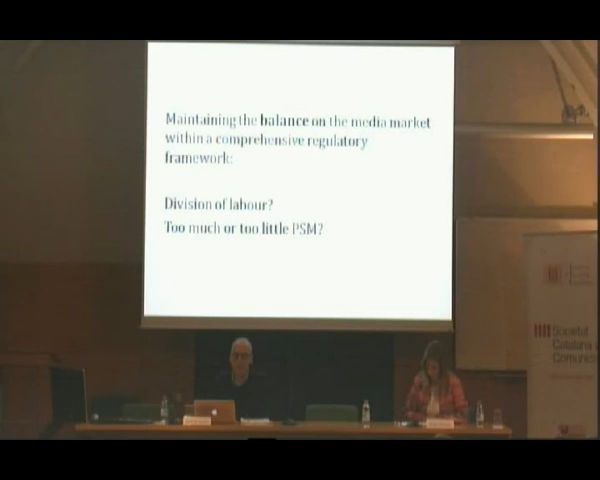 Maintaining the balance on the media market
within a comprehensive regulatory
framework:
Division of labour?
Too much or too little PSM?
Societat
Catalana
Comunic